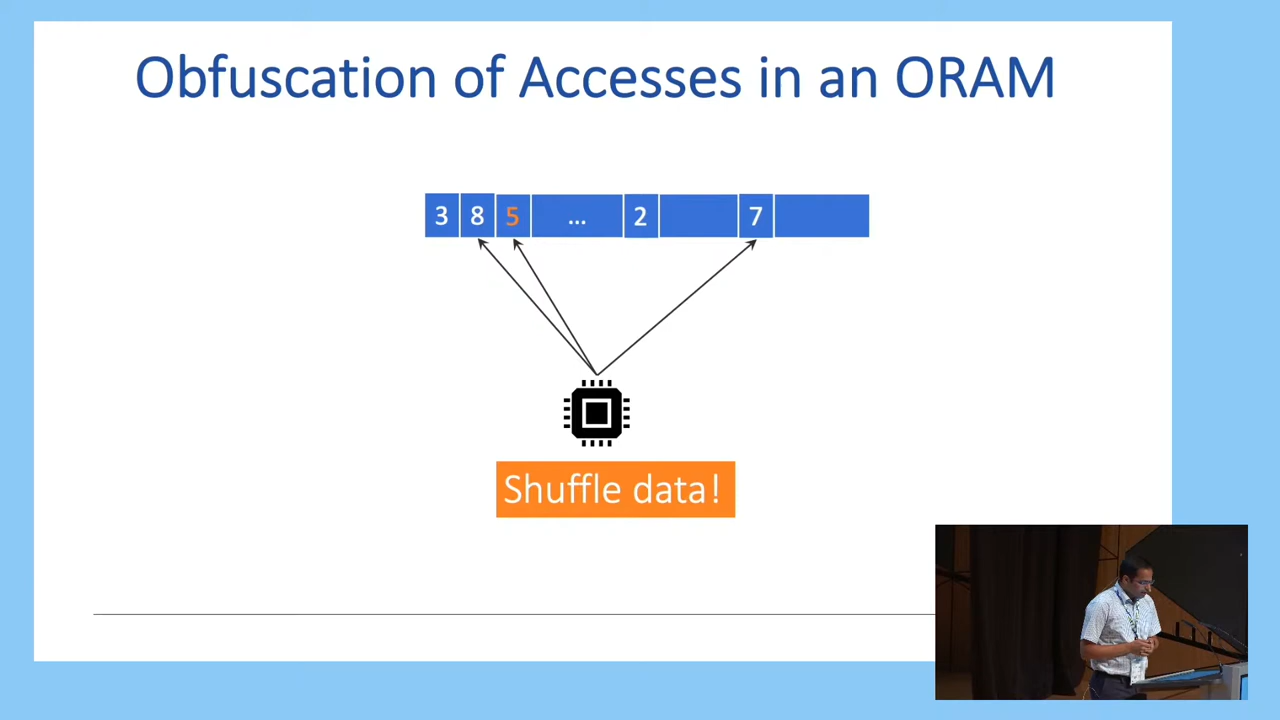 Obfuscation of Accesses in an ORAM
3 8 5 ... 2 7
Shuffle data!